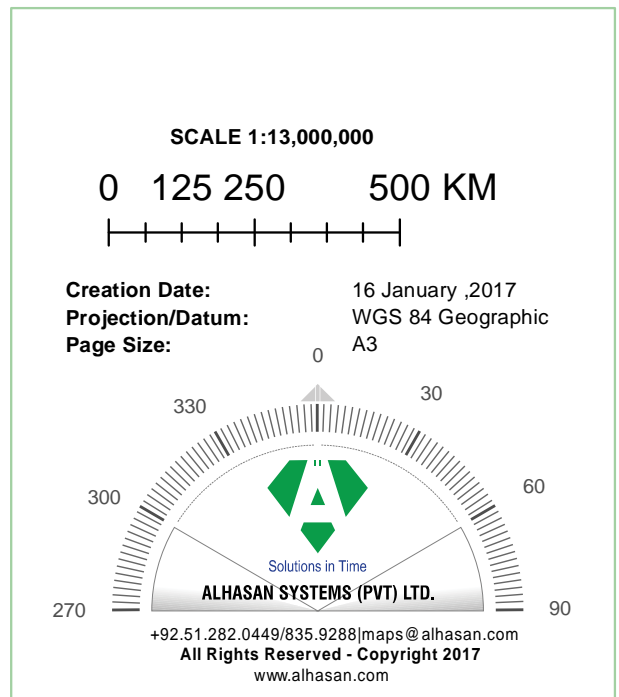 SCALE 1:13,000,000
0 125 250 500 KM
Creation Date: 16 January ,2017
Projection/Datum: WGS 84 Geographic
Page Size: A3
0
330 30
300 60
A
Solutions in Time
ALHASAN SYSTEMS (PVT) LTD.
270 90
+92.51.282.0449/835.9288|maps@alhasan.com
All Rights Reserved - Copyright 2017
www.alhasan.com